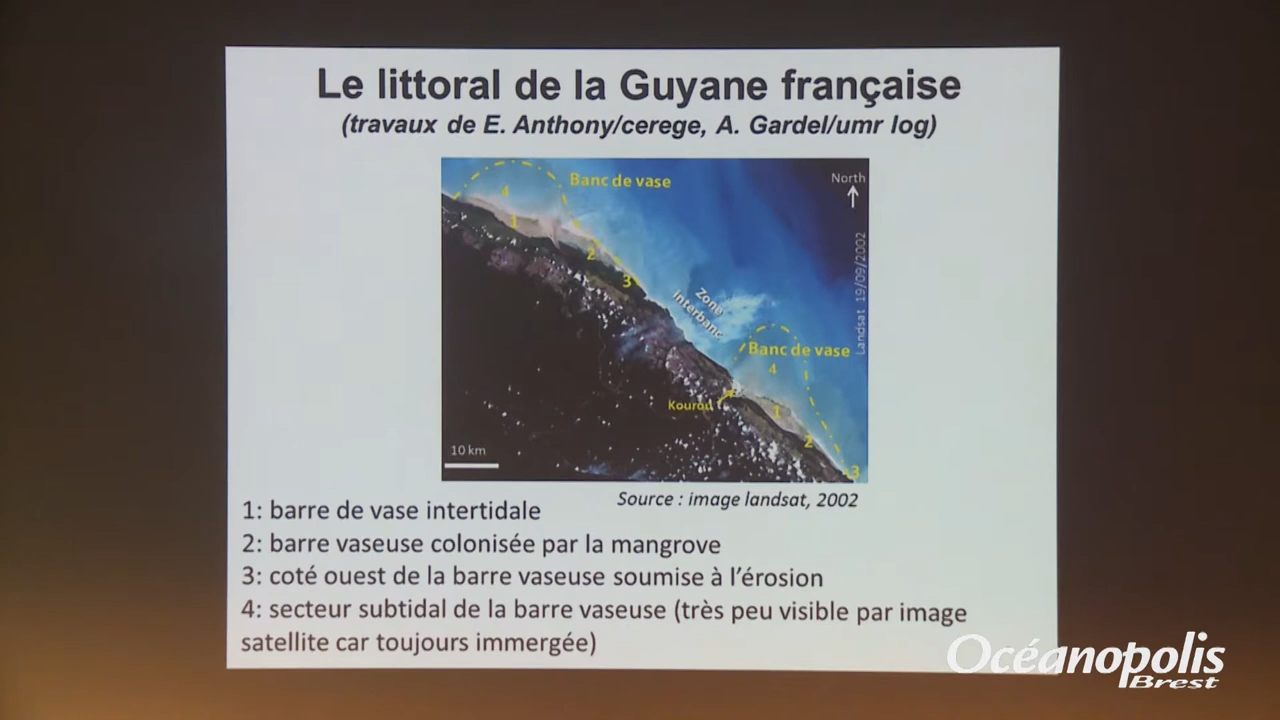 Le littoral de la Guyane française
(travaux de E. Anthony/cerege, A. Gardel/umr log)
Banc de vase
North
4
1
2
3
Zone
interbanc
Landsat 19/09/2002
Banc de vase
4
Kourou
1
2
3
10 km
Source : image landsat, 2002
1: barre de vase intertidale
2: barre vaseuse colonisée par la mangrove
3: coté ouest de la barre vaseuse soumise à l'érosion
4: secteur subtidal de la barre vaseuse (très peu visible par image
satellite car toujours immergée)
Océanopolis
Brest